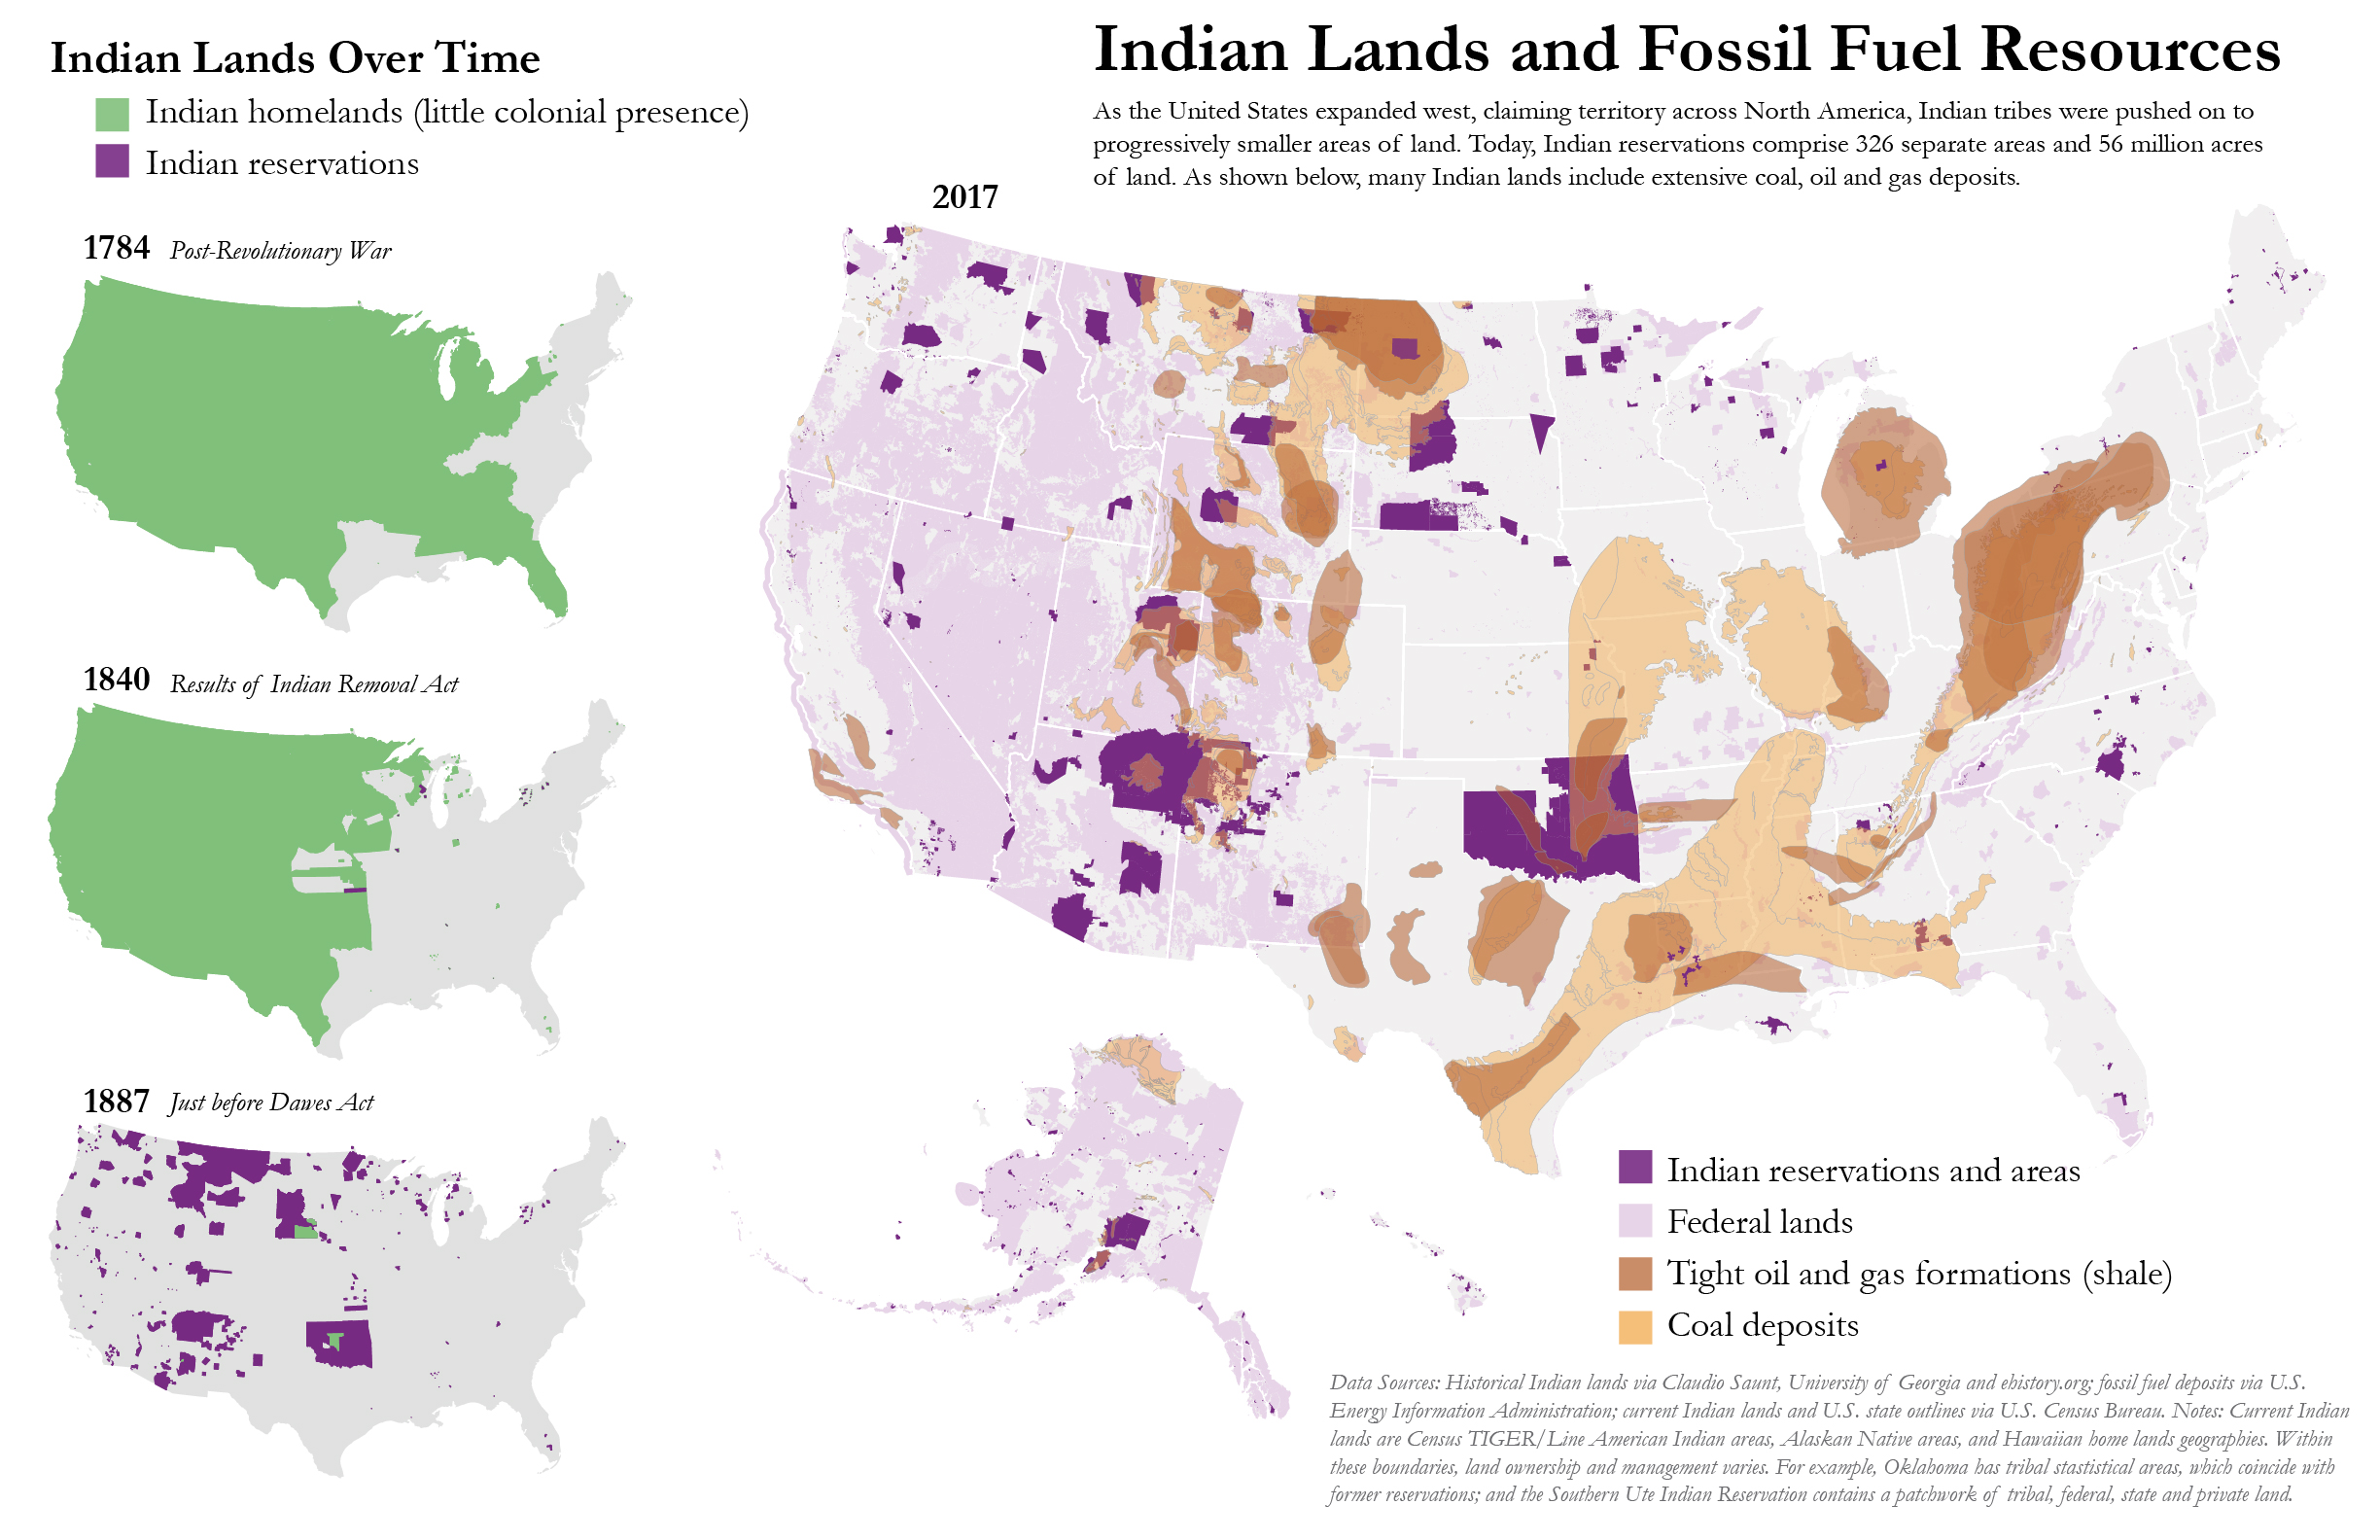 Indian Lands Over Time
Indian homelands (little colonial presence)
Indian reservations
1784 Post-Revolutionary War
1840 Results of Indian Removal Act
1887 Just before Dawes Act
Indian Lands and Fossil Fuel Resources
As the United States expanded west, claiming territory across North America, Indian tribes were pushed on to
progressively smaller areas of land. Today, Indian reservations comprise 326 separate areas and 56 million acres
of land. As shown below, many Indian lands include extensive coal, oil and gas deposits.
2017
Indian reservations and areas
Federal lands
Tight oil and gas formations (shale)
Coal deposits
Data Sources: Historical Indian lands via Claudio Saunt, University of Georgia and ehistory.org; fossil fuel deposits via U.S.
Energy Information Administration; current Indian lands and U.S. state outlines via U.S. Census Bureau. Notes: Current Indian
lands are Census TIGER/Line American Indian areas, Alaskan Native areas, and Hawaiian home lands geographies. Within
these boundaries, land ownership and management varies. For example, Oklahoma has tribal stastistical areas, which coincide with
former reservations; and the Southern Ute Indian Reservation contains a patchwork of tribal, federal, state and private land.